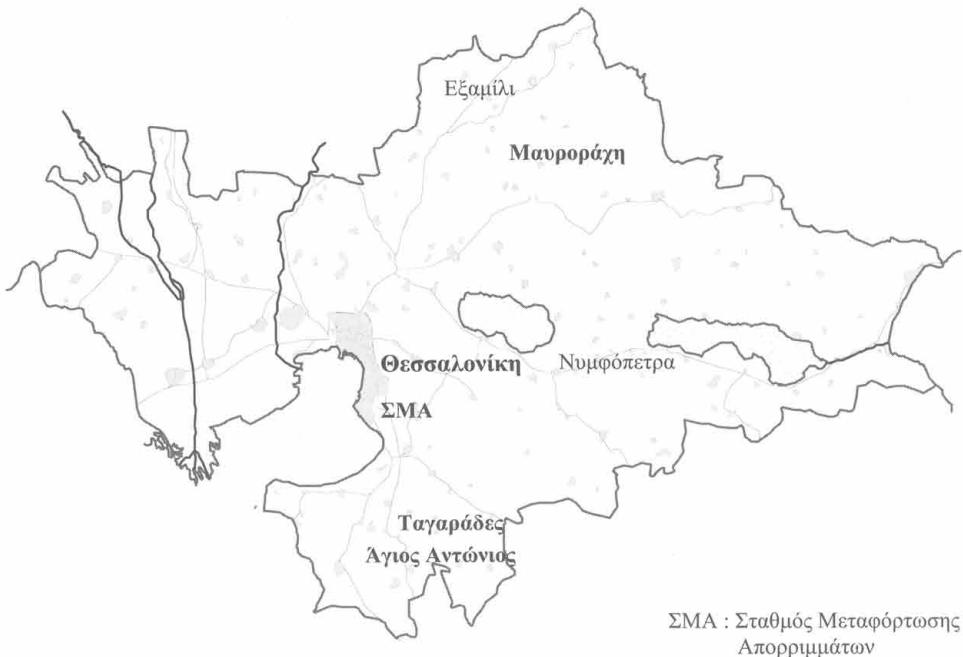 Εξαμίλι
Μαυροράχη
Θεσσαλονίκη
Νυμφόπετρα
ΣΜΑ
Ταγαράδες
Άγιος Αντώνιος
ΣΜΑ : Σταθμός Μεταφόρτωσης
Απορριμμάτων